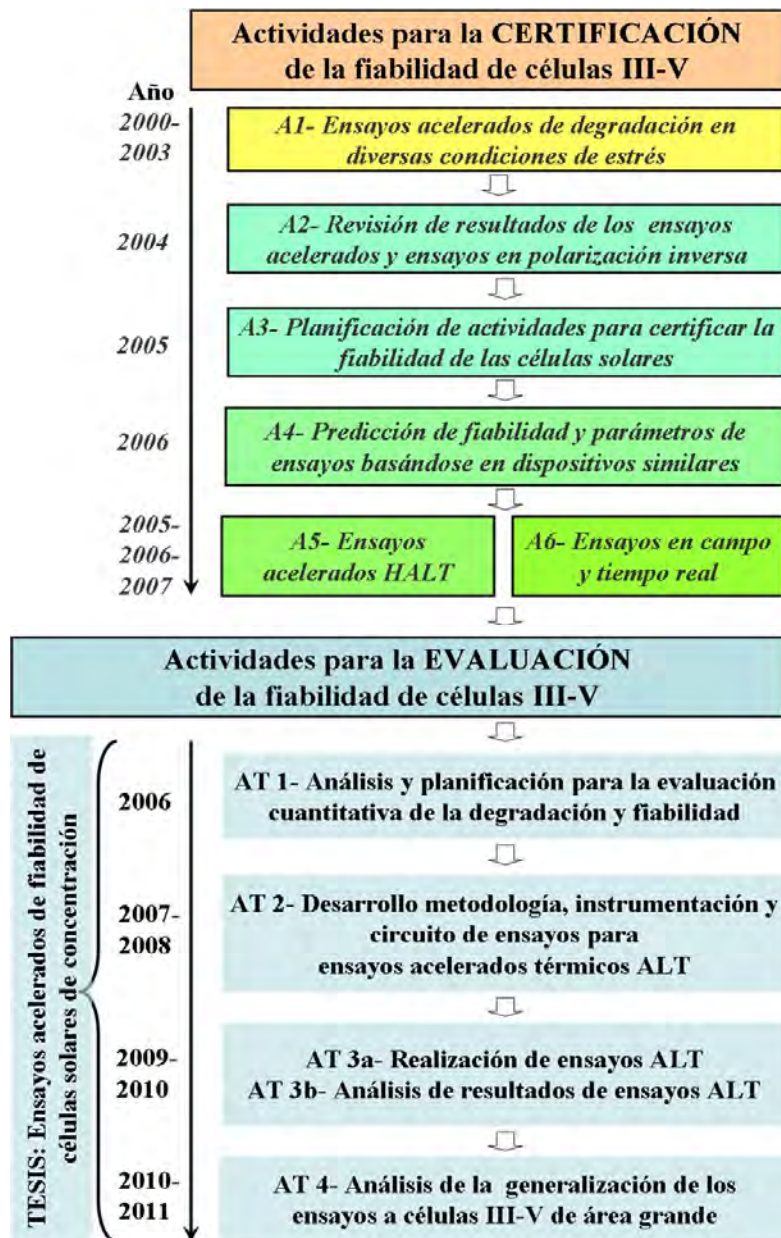 Actividades para la CERTIFICACIÓN
de la fiabilidad de células III-V
Año
2000-
2003
A1- Ensayos acelerados de degradación en
diversas condiciones de estrés
2004
A2- Revisión de resultados de los ensayos
acelerados y ensayos en polarización inversa
2005
A3- Planificación de actividades para certificar la
fiabilidad de las células solares
2006
A4- Predicción de fiabilidad y parámetros de
ensayos basándose en dispositivos similares
2005-
2006-
2007
A5- Ensayos
acelerados HALT
A6- Ensayos en campo
y tiempo real
Actividades para la EVALUACIÓN
de la fiabilidad de células III-V
TESIS: Ensayos acelerados de fiabilidad de
células solares de concentración
2006
AT 1- Análisis y planificación para la evaluación
cuantitativa de la degradación y fiabilidad
2007-
2008
AT 2- Desarrollo metodología, instrumentación y
circuito de ensayos para
ensayos acelerados térmicos ALT
2009-
2010
AT 3a- Realización de ensayos ALT
AT 3b- Análisis de resultados de ensayos ALT
2010-
2011
AT 4- Análisis de la generalización de los
ensayos a células III-V de área grande